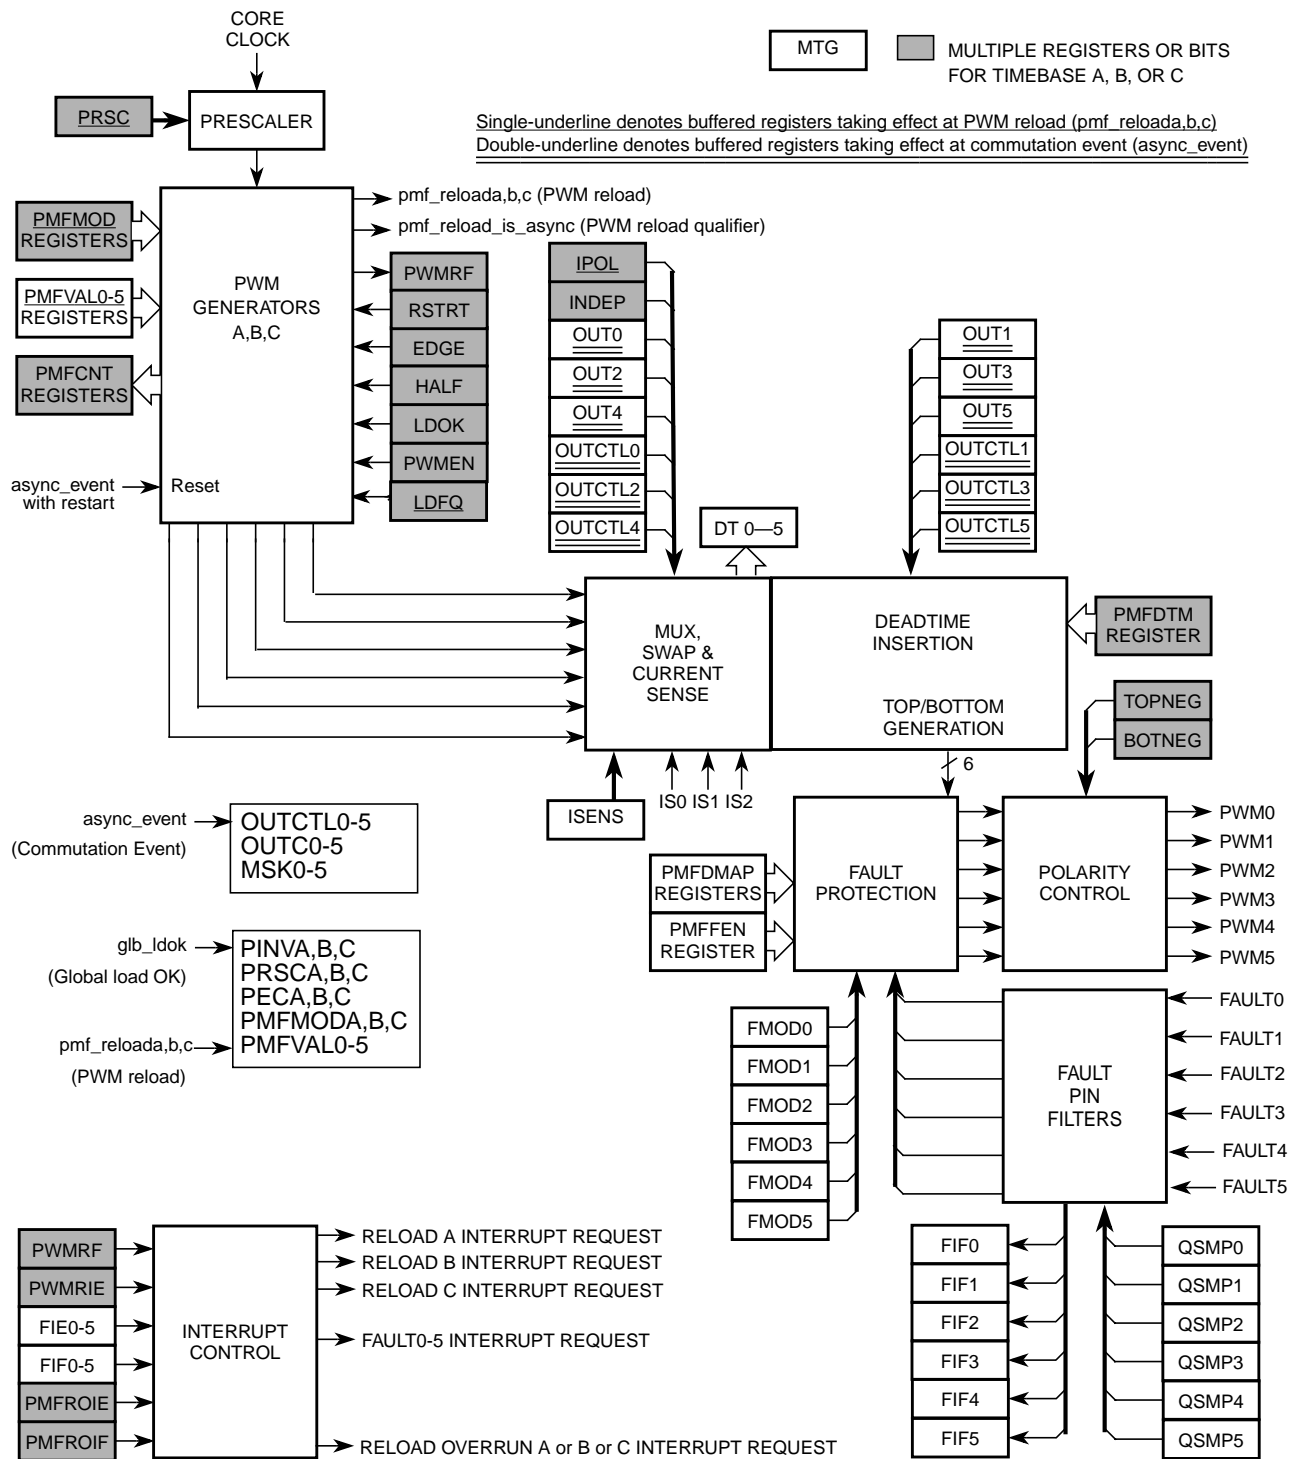 CORE
CLOCK
MTG
MULTIPLE REGISTERS OR BITS
FOR TIMEBASE A, B, OR C
PRSC
PRESCALER
Single-underline denotes buffered registers taking effect at PWM reload (pmf_reloada,b,c)
Double-underline denotes buffered registers taking effect at commutation event (async_event)
PMFMOD
REGISTERS
PMFVAL0-5
REGISTERS
PMFCNT
REGISTERS
PWM
GENERATORS
A,B,C
async_event
with restart
Reset
pmf_reloada,b,c (PWM reload)
pmf_reload_is_async (PWM reload qualifier)
PWMRF
RSTRT
EDGE
HALF
LDOK
PWMEN
LDFQ
IPOL
INDEP
OUT0
OUT2
OUT4
OUTCTL0
OUTCTL2
OUTCTL4
DT 0—5
OUT1
OUT3
OUT5
OUTCTL1
OUTCTL3
OUTCTL5
MUX,
SWAP &
CURRENT
SENSE
DEADTIME
INSERTION
TOP/BOTTOM
GENERATION
PMFDTM
REGISTER
TOPNEG
BOTNEG
6
ISENS
IS0 IS1 IS2
async_event
(Commutation Event)
OUTCTL0-5
OUTC0-5
MSK0-5
glb_ldok
(Global load OK)
pmf_reloada,b,c
(PWM reload)
PINVA,B,C
PRSCA,B,C
PECA,B,C
PMFMODA,B,C
PMFVAL0-5
PMFDMAP
REGISTERS
PMFFEN
REGISTER
FAULT
PROTECTION
POLARITY
CONTROL
PWM0
PWM1
PWM2
PWM3
PWM4
PWM5
FMOD0
FMOD1
FMOD2
FMOD3
FMOD4
FMOD5
FAULT
PIN
FILTERS
FAULT0
FAULT1
FAULT2
FAULT3
FAULT4
FAULT5
FIF0
FIF1
FIF2
FIF3
FIF4
FIF5
QSMP0
QSMP1
QSMP2
QSMP3
QSMP4
QSMP5
PWMRF
PWMRIE
FIE0-5
FIF0-5
PMFROIE
PMFROIF
INTERRUPT
CONTROL
RELOAD A INTERRUPT REQUEST
RELOAD B INTERRUPT REQUEST
RELOAD C INTERRUPT REQUEST
FAULT0-5 INTERRUPT REQUEST
RELOAD OVERRUN A or B or C INTERRUPT REQUEST